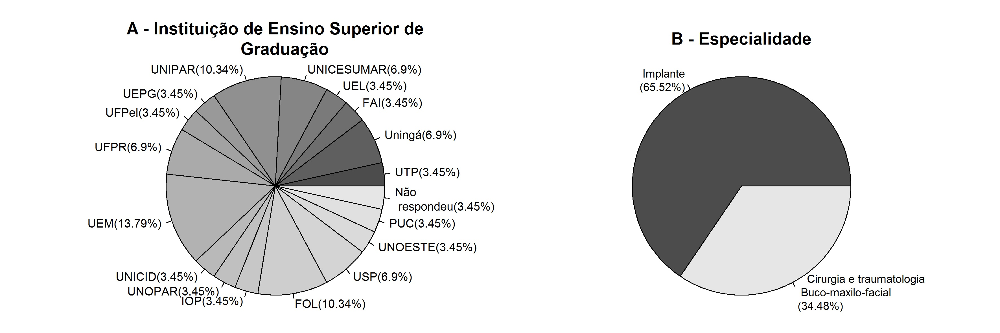 A - Instituição de Ensino Superior de
Graduação
UNIPAR(10.34%)
UNICESUMAR(6.9%)
UEL(3.45%)
UEPG(3.45%)
FAI(3.45%)
UFPel(3.45%)
Uningá(6.9%)
UFPR(6.9%)
UTP(3.45%)
Não
respondeu(3.45%)
UEM(13.79%)
PUC(3.45%)
UNOESTE(3.45%)
UNICID(3.45%)
USP(6.9%)
UNOPAR(3.45%)
IOP(3.45%)
FOL(10.34%)
B - Especialidade
Implante
(65.52%)
Cirurgia e traumatologia
Buco-maxilo-facial
(34.48%)